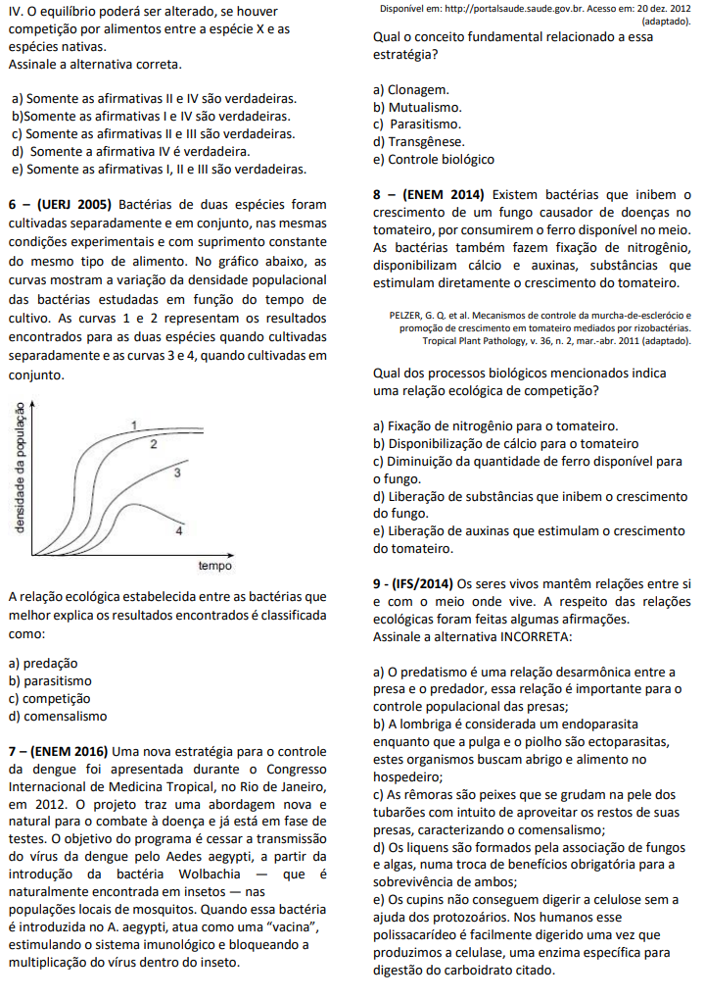 IV. O equilíbrio poderá ser alterado, se houver
competição por alimentos entre a espécie X e as
espécies nativas.
Assinale a alternativa correta.
a) Somente as afirmativas II e IV são verdadeiras.
b)Somente as afirmativas I e IV são verdadeiras.
c) Somente as afirmativas II e III são verdadeiras.
d) Somente a afirmativa IV é verdadeira.
e) Somente as afirmativas I, II e III são verdadeiras.
6 – (UERJ 2005) Bactérias de duas espécies foram
cultivadas separadamente e em conjunto, nas mesmas
condições experimentais e com suprimento constante
do mesmo tipo de alimento. No gráfico abaixo, as
curvas mostram a variação da densidade populacional
das bactérias estudadas em função do tempo de
cultivo. As curvas 1 e 2 representam os resultados
encontrados para as duas espécies quando cultivadas
separadamente e as curvas 3 e 4, quando cultivadas em
conjunto.
densidade da população
1
2
3
4
tempo
A relação ecológica estabelecida entre as bactérias que
melhor explica os resultados encontrados é classificada
como:
a) predação
b) parasitismo
c) competição
d) comensalismo
7 – (ENEM 2016) Uma nova estratégia para o controle
da dengue foi apresentada durante o Congresso
Internacional de Medicina Tropical, no Rio de Janeiro,
em 2012. O projeto traz uma abordagem nova e
natural para o combate à doença e já está em fase de
testes. O objetivo do programa é cessar a transmissão
do vírus da dengue pelo Aedes aegypti, a partir da
introdução da bactéria Wolbachia — que é
naturalmente encontrada em insetos — nas
populações locais de mosquitos. Quando essa bactéria
é introduzida no A. aegypti, atua como uma “vacina”,
estimulando o sistema imunológico e bloqueando a
multiplicação do vírus dentro do inseto.
Disponível em: http://portalsaude.saude.gov.br. Acesso em: 20 dez. 2012
(adaptado).
Qual o conceito fundamental relacionado a essa
estratégia?
a) Clonagem.
b) Mutualismo.
c) Parasitismo.
d) Transgênese.
e) Controle biológico
8 – (ENEM 2014) Existem bactérias que inibem o
crescimento de um fungo causador de doenças no
tomateiro, por consumirem o ferro disponível no meio.
As bactérias também fazem fixação de nitrogênio,
disponibilizam cálcio e auxinas, substâncias que
estimulam diretamente o crescimento do tomateiro.
PELZER, G. Q. et al. Mecanismos de controle da murcha-de-esclerócio e
promoção de crescimento em tomateiro mediados por rizobactérias.
Tropical Plant Pathology, v. 36, n. 2, mar.-abr. 2011 (adaptado).
Qual dos processos biológicos mencionados indica
uma relação ecológica de competição?
a) Fixação de nitrogênio para o tomateiro.
b) Disponibilização de cálcio para o tomateiro
c) Diminuição da quantidade de ferro disponível para
o fungo.
d) Liberação de substâncias que inibem o crescimento
do fungo.
e) Liberação de auxinas que estimulam o crescimento
do tomateiro.
9 - (IFS/2014) Os seres vivos mantêm relações entre si
e com o meio onde vive. A respeito das relações
ecológicas foram feitas algumas afirmações.
Assinale a alternativa INCORRETA:
a) O predatismo é uma relação desarmônica entre a
presa e o predador, essa relação é importante para o
controle populacional das presas;
b) A lombriga é considerada um endoparasita
enquanto que a pulga e o piolho são ectoparasitas,
estes organismos buscam abrigo e alimento no
hospedeiro;
c) As rêmoras são peixes que se grudam na pele dos
tubarões com intuito de aproveitar os restos de suas
presas, caracterizando o comensalismo;
d) Os liquens são formados pela associação de fungos
e algas, numa troca de benefícios obrigatória para a
sobrevivência de ambos;
e) Os cupins não conseguem digerir a celulose sem a
ajuda dos protozoários. Nos humanos esse
polissacarídeo é facilmente digerido uma vez que
produzimos a celulase, uma enzima específica para
digestão do carboidrato citado.